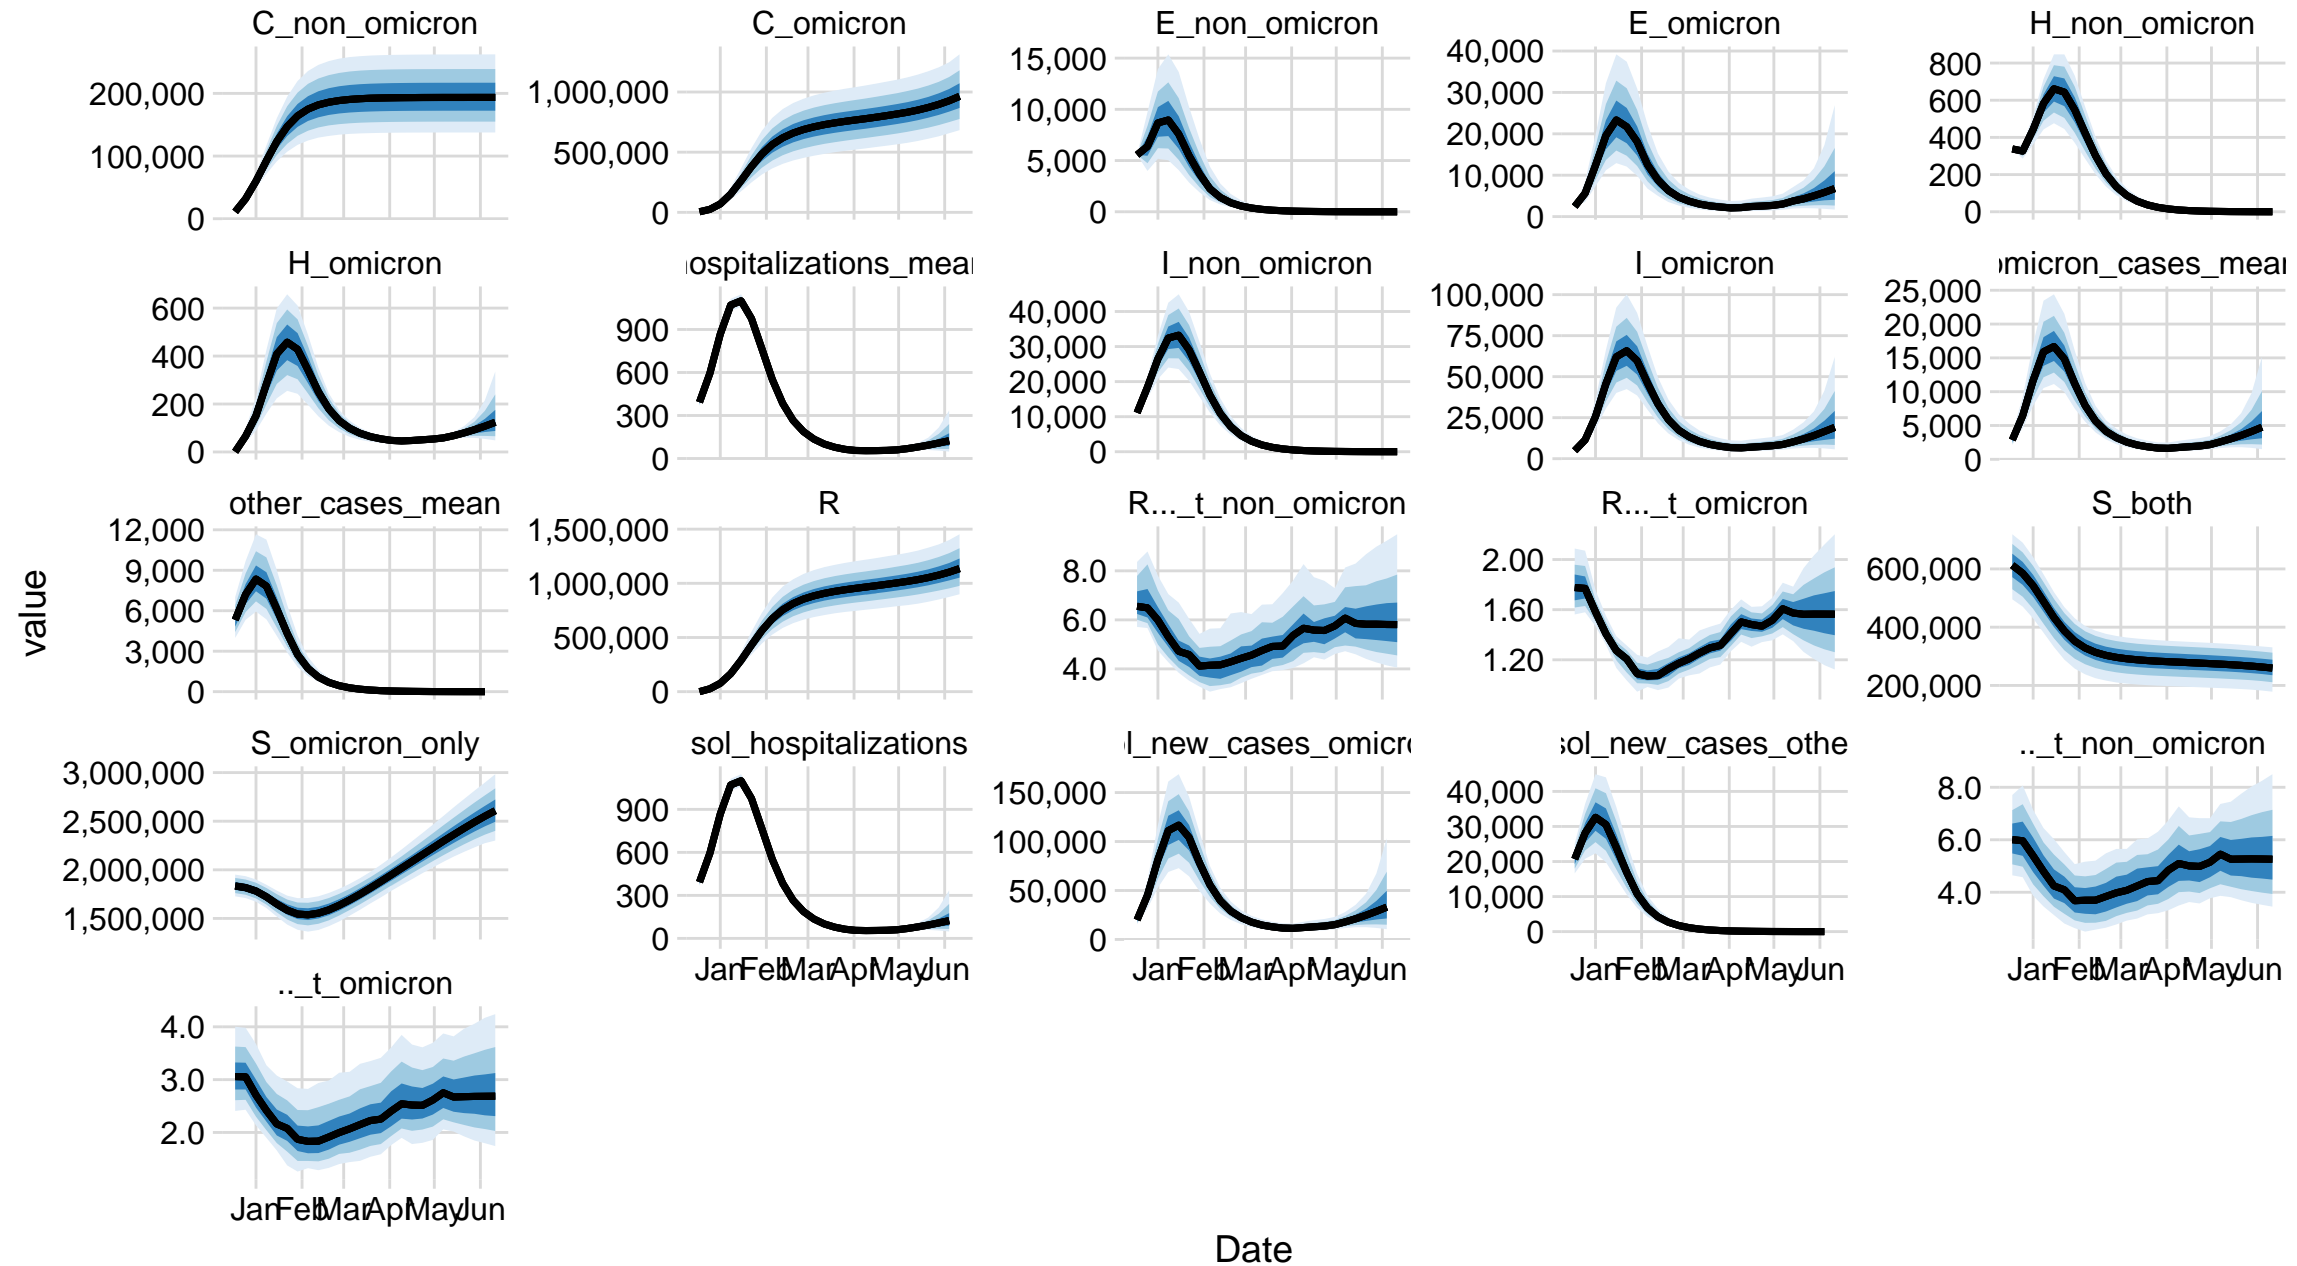 C_non_omicron C_omicron E_non_omicron E_omicron H_non_omicron
200,000 100,000 0
1,000,000 500,000 0
15,000 10,000 5,000 0
40,000 30,000 20,000 10,000 0
800 600 400 200 0
H_omicron ospitalizations_mea I_non_omicron I_omicron omicron_cases_mea
600 400 200 0
900 600 300 0
40,000 30,000 20,000 10,000 0
100,000 75,000 50,000 25,000 0
25,000 20,000 15,000 10,000 5,000 0
other_cases_mean R R..._t_non_omicron R..._t_omicron S_both
12,000 9,000 6,000 3,000 0
1,500,000 1,000,000 500,000 0
8.0 6.0 4.0
2.00 1.60 1.20
600,000 400,000 200,000
S_omicron_only sol_hospitalizations l_new_cases_omicr sol_new_cases_othe .._t_non_omicron
3,000,000 2,500,000 2,000,000 1,500,000
900 600 300 0
150,000 100,000 50,000 0
40,000 30,000 20,000 10,000 0
8.0 6.0 4.0
Jan Feb Mar Apr May Jun
Jan Feb Mar Apr May Jun
Jan Feb Mar Apr May Jun
Jan Feb Mar Apr May Jun
.._t_omicron
4.0 3.0 2.0
Jan Feb Mar Apr May Jun
value
Date